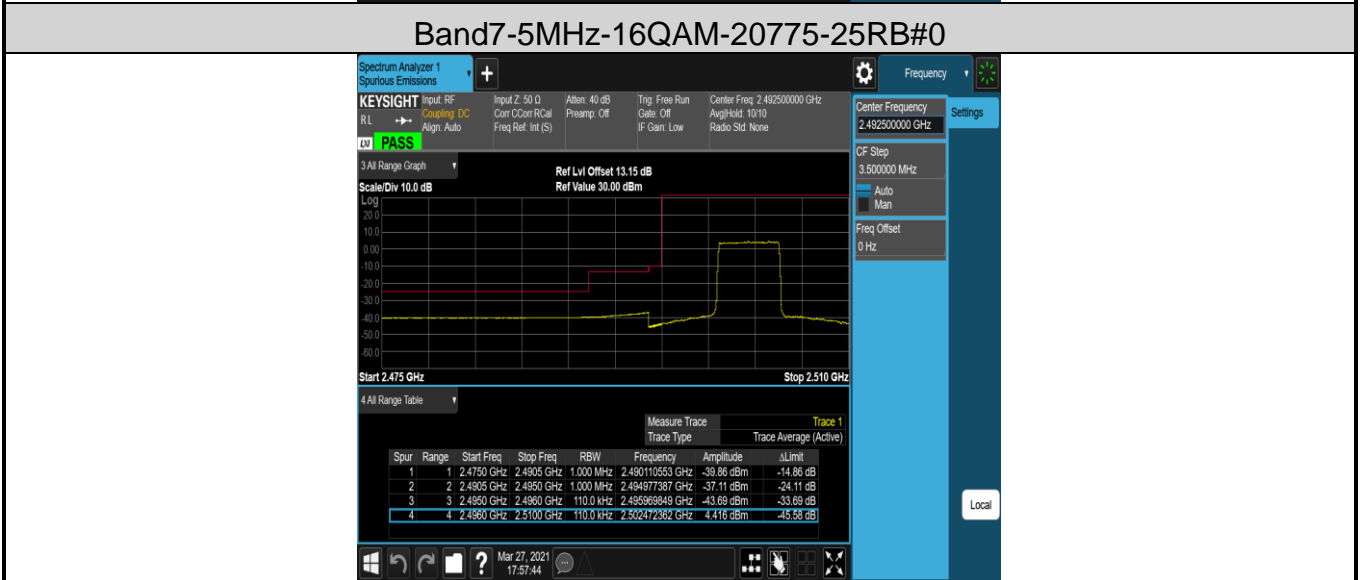 Band7-5MHz-16QAM-20775-25RB#0
Spectrum Analyzer 1
Spurious Emissions
+
Frequency
KEYSIGHT
RL
Input: RF
Coupling: DC
Align: Auto
Input Z: 50 Ω
Corr CCorr RCal
Freq Ref: Int (S)
Atten: 40 dB
Preamp: Off
Trig: Free Run
Gate: Off
IF Gain: Low
Center Freq: 2.492500000 GHz
Avg|Hold: 10/10
Radio Std: None
LXI PASS
Center Frequency
2.492500000 GHz
Settings
CF Step
3.500000 MHz
Auto
Man
Freq Offset
0 Hz
3 All Range Graph
Scale/Div 10.0 dB
Ref Lvl Offset 13.15 dB
Ref Value 30.00 dBm
Log
20.0
10.0
0.00
-10.0
-20.0
-30.0
-40.0
-50.0
-60.0
Start 2.475 GHz Stop 2.510 GHz
4 All Range Table
Measure Trace Trace 1
Trace Type Trace Average (Active)
Spur Range Start Freq Stop Freq RBW Frequency Amplitude ΔLimit
1 1 2.4750 GHz 2.4905 GHz 1.000 MHz 2.490110553 GHz -39.86 dBm -14.86 dB
2 2 2.4905 GHz 2.4950 GHz 1.000 MHz 2.494977387 GHz -37.11 dBm -24.11 dB
3 3 2.4950 GHz 2.4960 GHz 110.0 kHz 2.495969849 GHz -43.69 dBm -33.69 dB
4 4 2.4960 GHz 2.5100 GHz 110.0 kHz 2.502472362 GHz 4.416 dBm -45.58 dB
Local
?
Mar 27, 2021
17:57:44